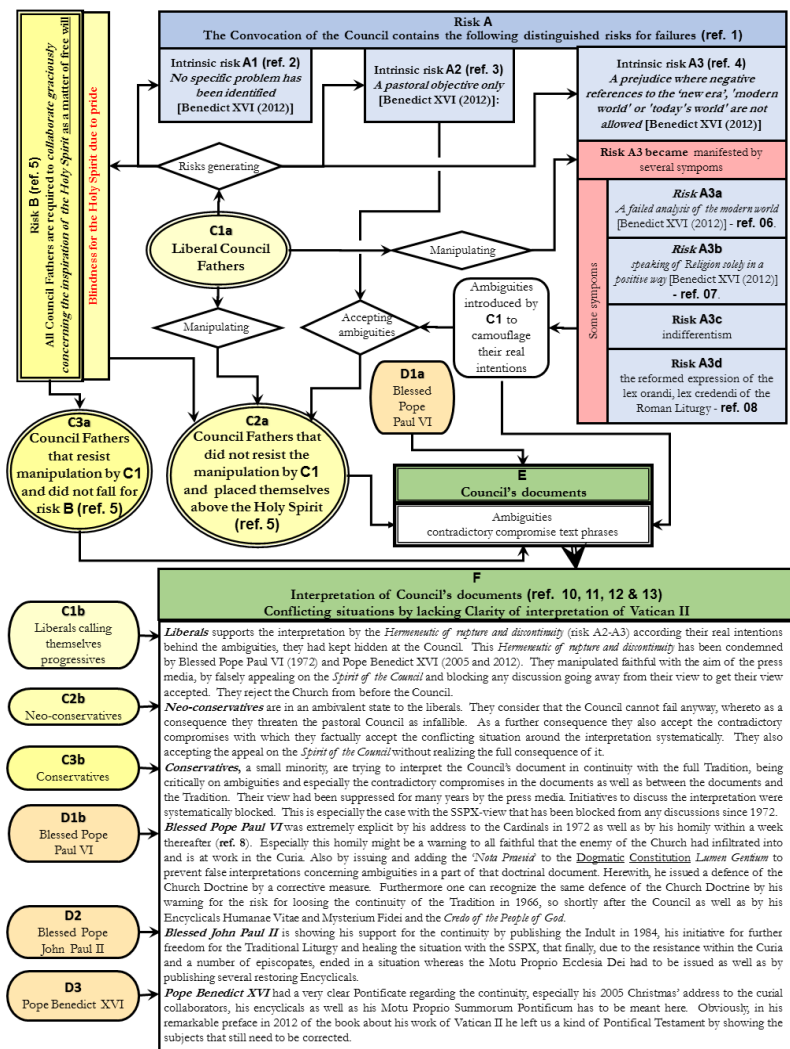 Risk A
The Convocation of the Council contains the following distinguished risks for failures (ref. 1)
Risk B (ref. 5)
All Council Fathers are required to collaborate graciously
concerning the inspiration of the Holy Spirit as a matter of free will
Blindness for the Holy Spirit due to pride
Intrinsic risk A1 (ref. 2)
No specific problem has
been identified
[Benedict XVI (2012)]
Intrinsic risk A2 (ref. 3)
A pastoral objective only
[Benedict XVI (2012)]:
Intrinsic risk A3 (ref. 4)
A prejudice where negative
references to the ‘new era’, 'modern
world' or 'today's world' are not
allowed [Benedict XVI (2012)]
Risks generating
Risk A3 became manifested by
several sympoms
Some sympoms
Risk A3a
A failed analysis of the modern world
[Benedict XVI (2012)] - ref. 06.
Risk A3b
speaking of Religion solely in a
positive way [Benedict XVI (2012)]
- ref. 07.
Risk A3c
indifferentism
Risk A3d
the reformed expression of the
lex orandi, lex credendi of the
Roman Liturgy - ref. 08
C1a
Liberal Council
Fathers
Manipulating
Manipulating
Accepting
ambiguities
Ambiguities
introduced by
C1 to
camouflage
their real
intentions
D1a
Blessed
Pope
Paul VI
C3a
Council Fathers
that resist
manipulation by C1
and did not fall for
risk B (ref. 5)
C2a
Council Fathers that
did not resist the
manipulation by C1
and placed themselves
above the Holy Spirit
(ref. 5)
E
Council’s documents
Ambiguities
contradictory compromise text phrases
F
Interpretation of Council’s documents (ref. 10, 11, 12 & 13)
Conflicting situations by lacking Clarity of interpretation of Vatican II
C1b
Liberals calling
themselves
progressives
Liberals supports the interpretation by the Hermeneutic of rupture and discontinuity (risk A2-A3) according their real intentions
behind the ambiguities, they had kept hidden at the Council. This Hermeneutic of rupture and discontinuity has been condemned
by Blessed Pope Paul VI (1972) and Pope Benedict XVI (2005 and 2012). They manipulated faithful with the aim of the press
media, by falsely appealing on the Spirit of the Council and blocking any discussion going away from their view to get their view
accepted. They reject the Church from before the Council.
C2b
Neo-conservatives
Neo-conservatives are in an ambivalent state to the liberals. They consider that the Council cannot fail anyway, whereto as a
consequence they threaten the pastoral Council as infallible. As a further consequence they also accept the contradictory
compromises with which they factually accept the conflicting situation around the interpretation systematically. They also
accepting the appeal on the Spirit of the Council without realizing the full consequence of it.
C3b
Conservatives
Conservatives, a small minority, are trying to interpret the Council’s document in continuity with the full Tradition, being
critically on ambiguities and especially the contradictory compromises in the documents as well as between the documents and
the Tradition. Their view had been suppressed for many years by the press media. Initiatives to discuss the interpretation were
systematically blocked. This is especially the case with the SSPX-view that has been blocked from any discussions since 1972.
D1b
Blessed Pope
Paul VI
Blessed Pope Paul VI was extremely explicit by his address to the Cardinals in 1972 as well as by his homily within a week
thereafter (ref. 8). Especially this homily might be a warning to all faithful that the enemy of the Church had infiltrated into
and is at work in the Curia. Also by issuing and adding the ‘Nota Praevia’ to the Dogmatic Constitution Lumen Gentium to
prevent false interpretations concerning ambiguities in a part of that doctrinal document. Herewith, he issued a defence of the
Church Doctrine by a corrective measure. Furthermore one can recognize the same defence of the Church Doctrine by his
warning for the risk for loosing the continuity of the Tradition in 1966, so shortly after the Council as well as by his
Encyclicals Humanae Vitae and Mysterium Fidei and the Credo of the People of God.
D2
Blessed Pope
John Paul II
Blessed John Paul II is showing his support for the continuity by publishing the Indult in 1984, his initiative for further
freedom for the Traditional Liturgy and healing the situation with the SSPX, that finally, due to the resistance within the Curia
and a number of episcopates, ended in a situation whereas the Motu Proprio Ecclesia Dei had to be issued as well as by
publishing several restoring Encyclicals.
D3
Pope Benedict XVI
Pope Benedict XVI had a very clear Pontificate regarding the continuity, especially his 2005 Christmas’ address to the curial
collaborators, his encyclicals as well as his Motu Proprio Summorum Pontificum has to be meant here. Obviously, in his
remarkable preface in 2012 of the book about his work of Vatican II he left us a kind of Pontifical Testament by showing the
subjects that still need to be corrected.